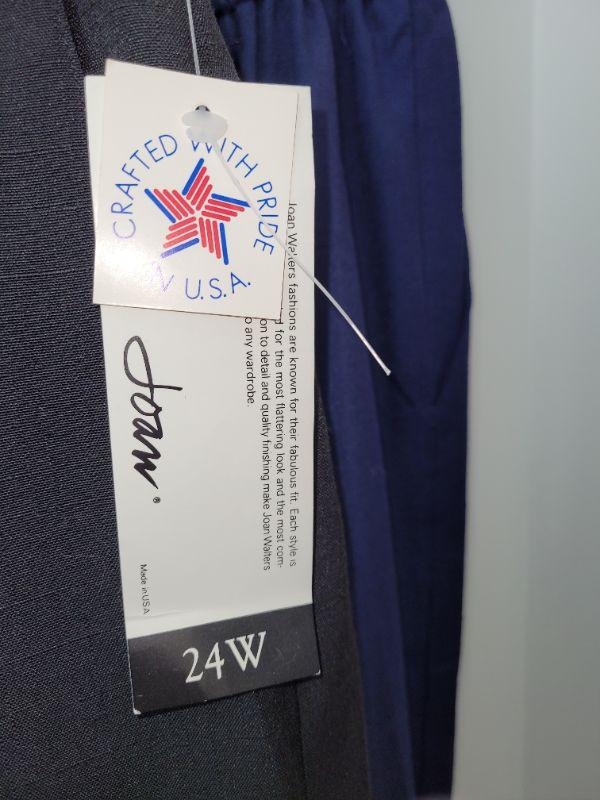 CRAFTED WITH PRIDE
IN U.S.A.
Joan Walters fashions are known for their fabulous fit. Each style is
for the most flattering look and the most com-
to detail and quality finishing make Joan Walters
any wardrobe.
Joan®
Made in USA
24W